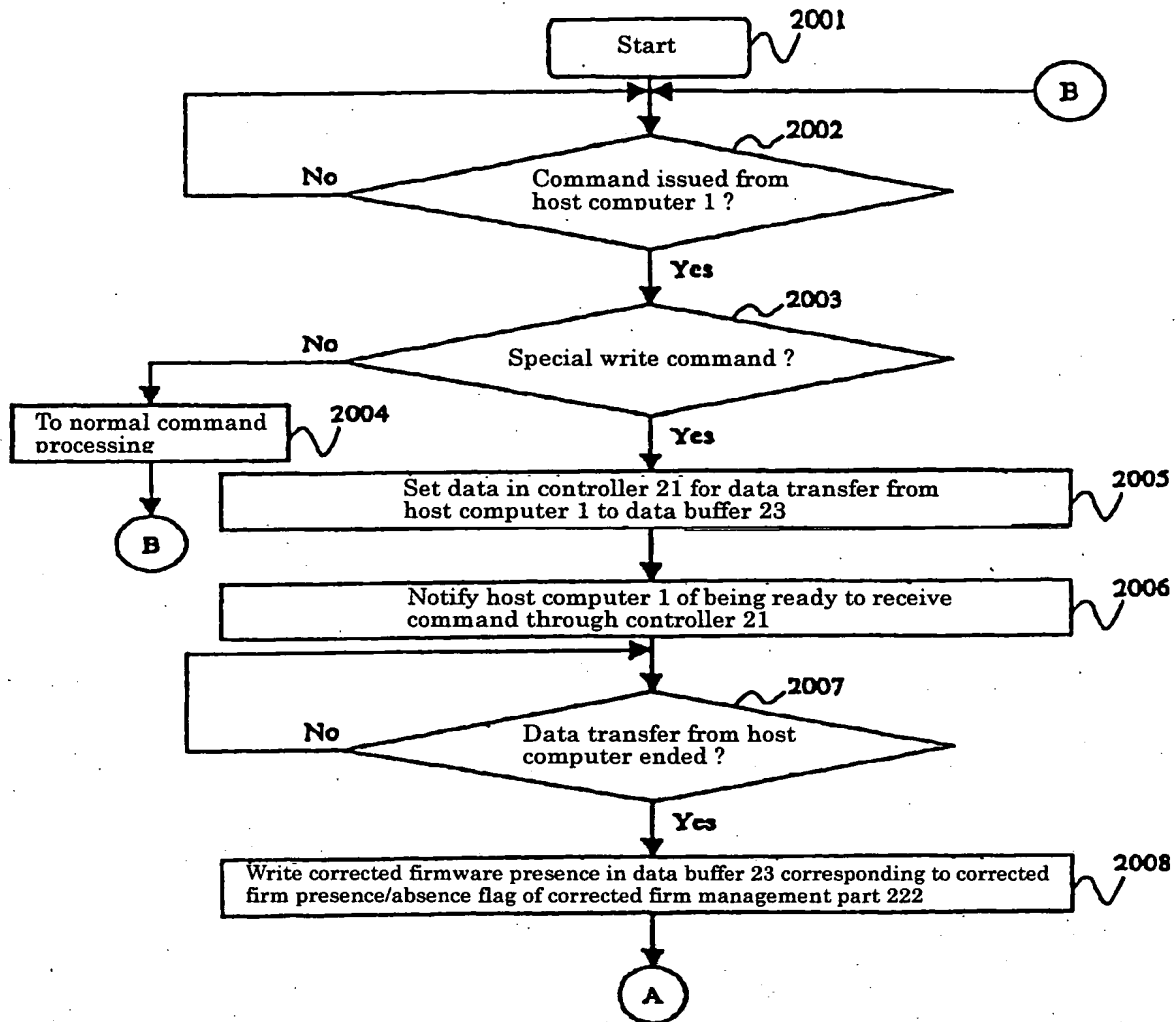 Start
2001
B
2002
No
Command issued from
host computer 1 ?
Yes
2003
No
Special write command ?
To normal command
processing
2004
Yes
Set data in controller 21 for data transfer from
host computer 1 to data buffer 23
2005
B
Notify host computer 1 of being ready to receive
command through controller 21
2006
2007
No
Data transfer from host
computer ended ?
Yes
Write corrected firmware presence in data buffer 23 corresponding to corrected
firm presence/absence flag of corrected firm management part 222
2008
A